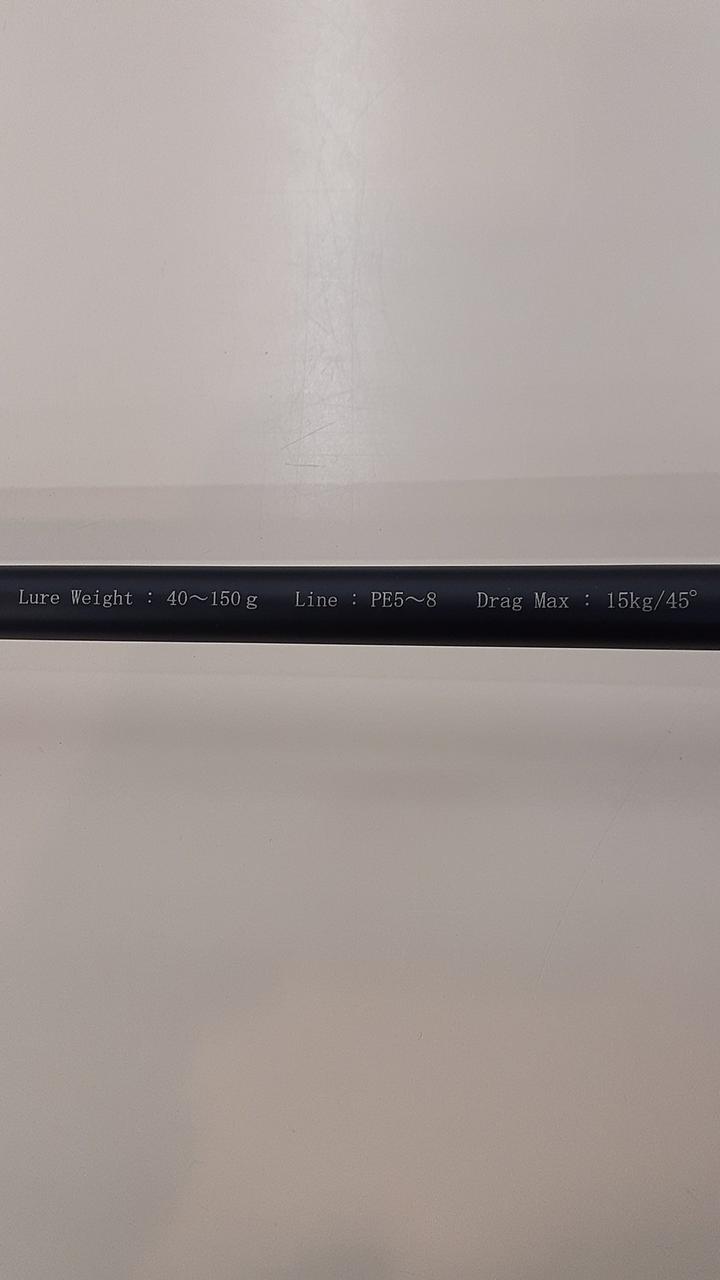 Lure Weight : 40～150g Line : PE5～8 Drag Max : 15kg/45°